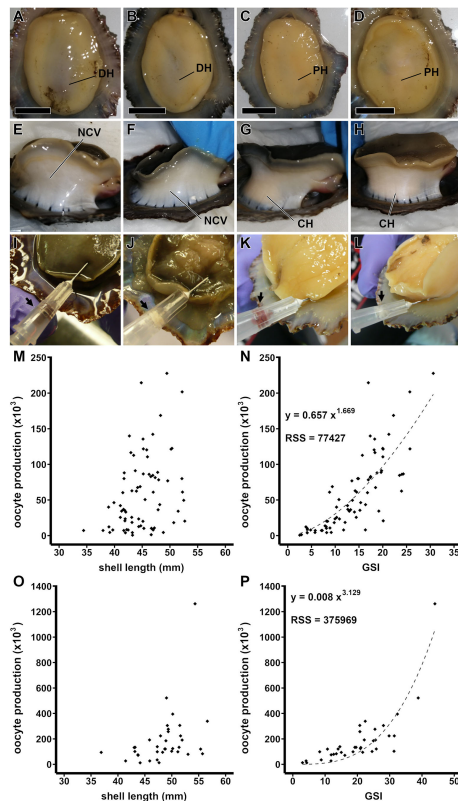 A
DH
B
DH
C
PH
D
PH
E
NCV
F
NCV
G
CH
H
CH
I
J
K
L
M
250
200
150
100
50
0
oocyte production (x10³)
30 35 40 45 50 55 60
shell length (mm)
N
250
200
150
100
50
0
oocyte production (x10³)
y = 0.657 x^1.669
RSS = 77427
0 5 10 15 20 25 30 35
GSI
O
1400
1200
1000
800
600
400
200
0
oocyte production (x10³)
30 35 40 45 50 55 60
shell length (mm)
P
1400
1200
1000
800
600
400
200
0
oocyte production (x10³)
y = 0.008 x^3.129
RSS = 375969
0 10 20 30 40 50
GSI